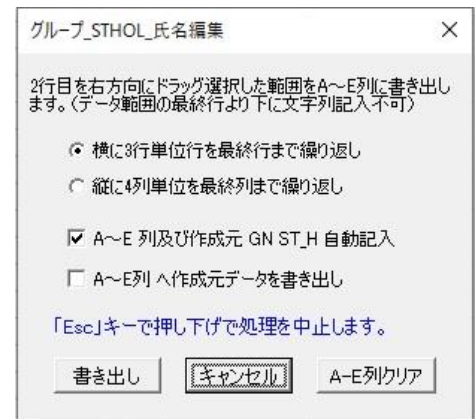 グループ_STHOL_氏名編集
2行目を右方向にドラッグ選択した範囲をA～E列に書き出し
ます。(データ範囲の最終行より下に文字列記入不可)
横に3行単位行を最終行まで繰り返し
縦に4列単位を最終列まで繰り返し
A～E 列及び作成元 GN ST_H 自動記入
A～E列 へ作成元データを書き出し
「Esc」キーで押し下げで処理を中止します。
書き出し キャンセル A-E列クリア